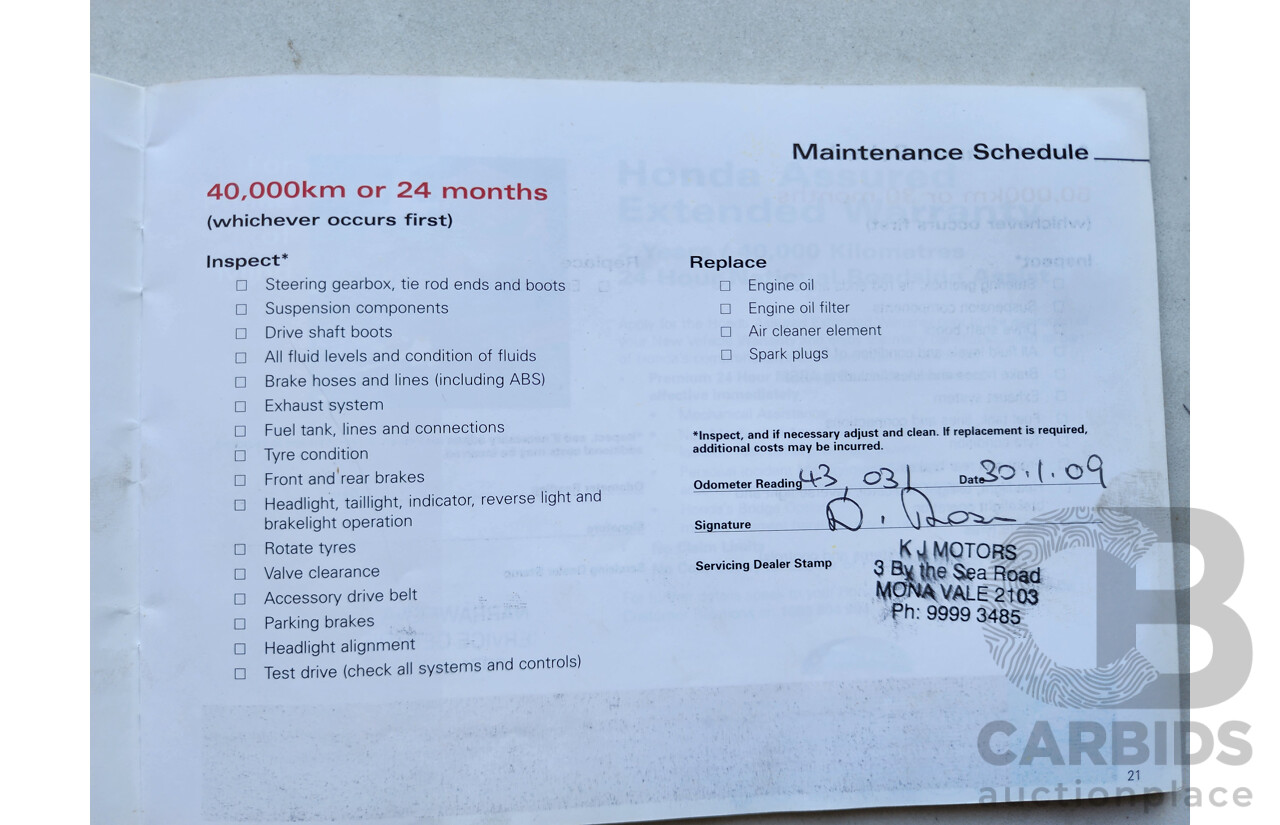 Maintenance Schedule
40,000km or 24 months
(whichever occurs first)
Inspect*
Steering gearbox, tie rod ends and boots
Suspension components
Drive shaft boots
All fluid levels and condition of fluids
Brake hoses and lines (including ABS)
Exhaust system
Fuel tank, lines and connections
Tyre condition
Front and rear brakes
Headlight, taillight, indicator, reverse light and
brakelight operation
Rotate tyres
Valve clearance
Accessory drive belt
Parking brakes
Headlight alignment
Test drive (check all systems and controls)
Replace
Engine oil
Engine oil filter
Air cleaner element
Spark plugs
*Inspect, and if necessary adjust and clean. If replacement is required,
additional costs may be incurred.
Odometer Reading 43,031 Date 30.1.09
Signature
Servicing Dealer Stamp
K J MOTORS
3 By the Sea Road
MONA VALE 2103
Ph: 9999 3485
21
CARBIDS
auctionplace